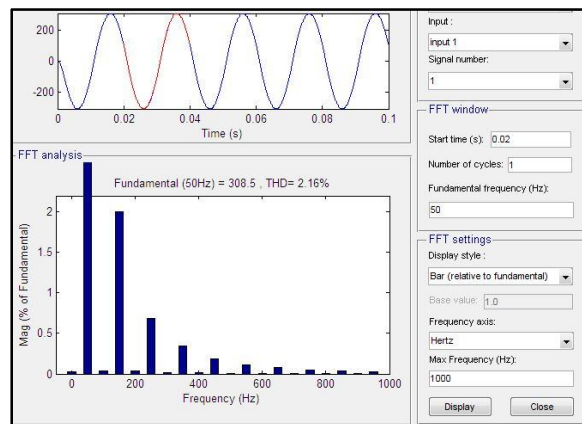 200
0
-200
0
0.02
0.04
0.06
0.08
0.1
Time (s)
FFT analysis
Fundamental (50Hz) = 308.5 , THD= 2.16%
2
1.5
1
0.5
0
Mag (% of Fundamental)
0
200
400
600
800
1000
Frequency (Hz)
Input :
input 1
Signal number:
1
FFT window
Start time (s): 0.02
Number of cycles: 1
Fundamental frequency (Hz):
50
FFT settings
Display style :
Bar (relative to fundamental)
Base value: 1.0
Frequency axis:
Hertz
Max Frequency (Hz):
1000
Display
Close